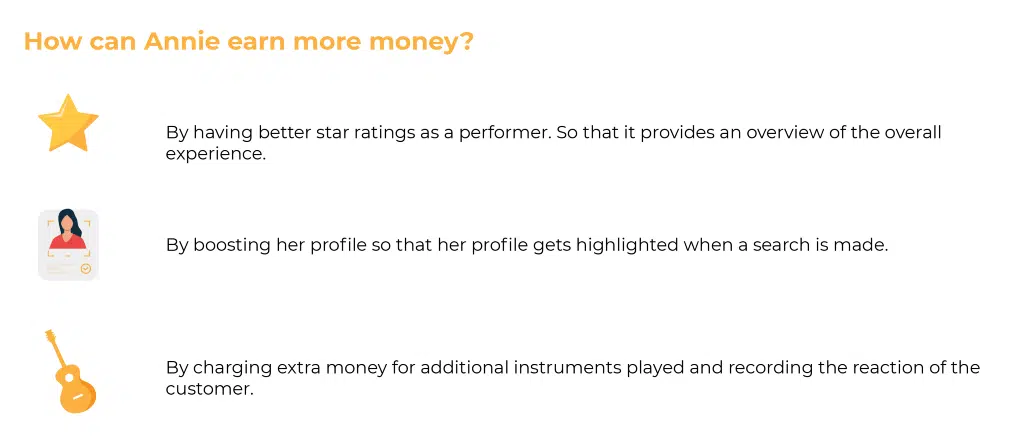 How can Annie earn more money?
By having better star ratings as a performer. So that it provides an overview of the overall
experience.
By boosting her profile so that her profile gets highlighted when a search is made.
By charging extra money for additional instruments played and recording the reaction of the
customer.